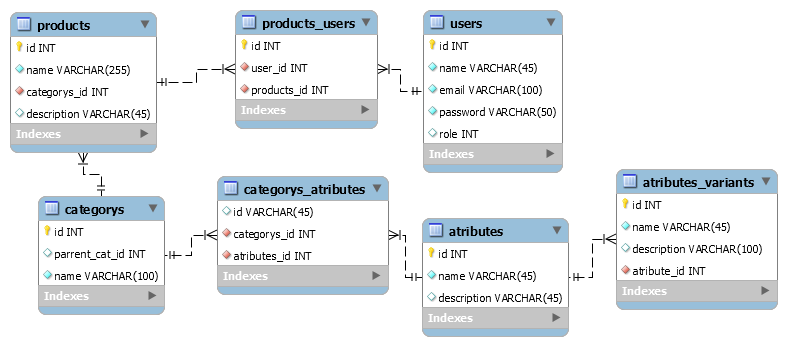 products
id INT
name VARCHAR(255)
categorys_id INT
description VARCHAR(45)
Indexes
products_users
id INT
user_id INT
products_id INT
Indexes
users
id INT
name VARCHAR(45)
email VARCHAR(100)
password VARCHAR(50)
role INT
Indexes
categorys
id INT
parrent_cat_id INT
name VARCHAR(100)
Indexes
categorys_atributes
id VARCHAR(45)
categorys_id INT
atributes_id INT
Indexes
atributes
id INT
name VARCHAR(45)
description VARCHAR(45)
Indexes
atributes_variants
id INT
name VARCHAR(45)
description VARCHAR(100)
atribute_id INT
Indexes